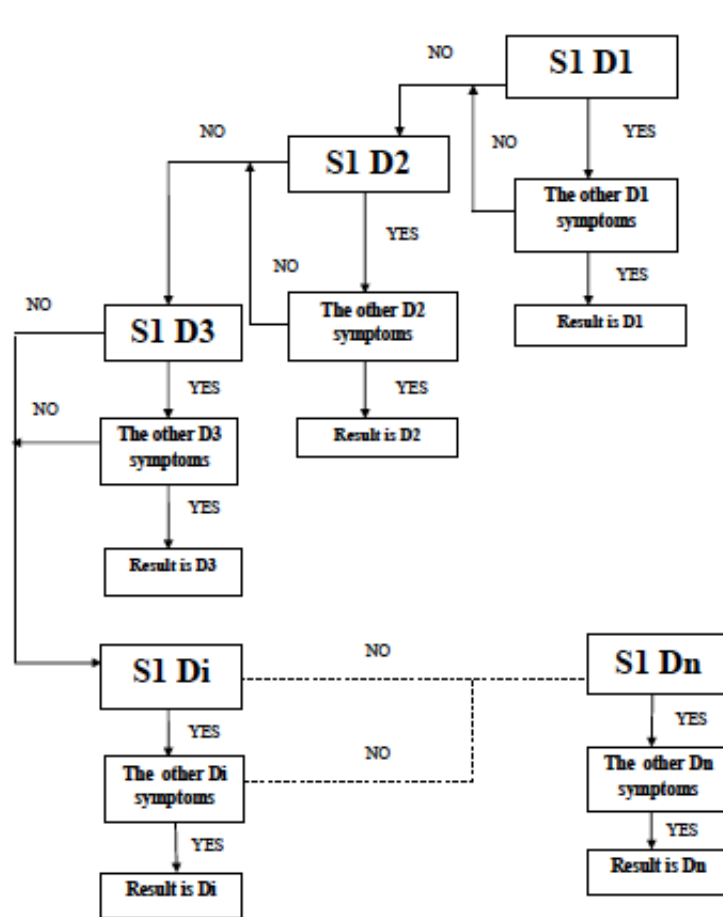 S1 D1
NO
YES
NO
The other D1
symptoms
YES
Result is D1
NO
S1 D2
YES
NO
The other D2
symptoms
YES
Result is D2
NO
S1 D3
YES
NO
The other D3
symptoms
YES
Result is D3
S1 Di
NO
YES
The other Di
symptoms
NO
YES
Result is Di
S1 Dn
YES
The other Dn
symptoms
YES
Result is Dn